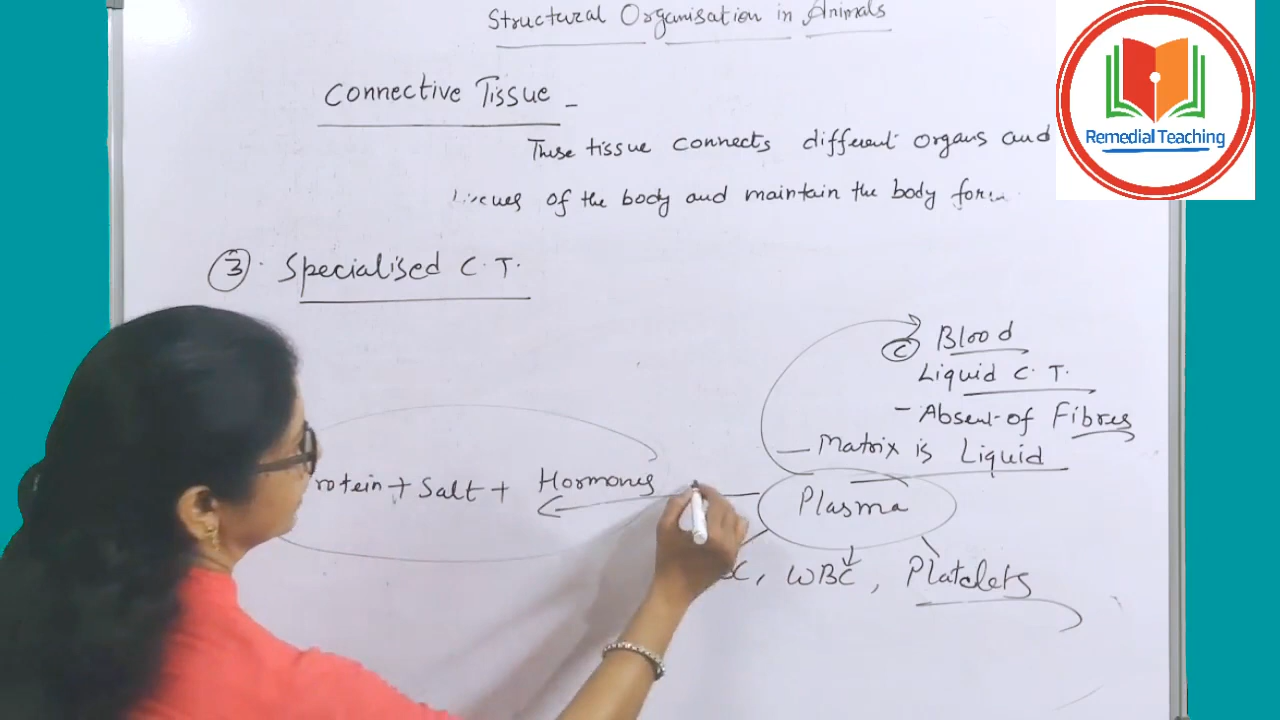 Structural Organisation in Animals
Connective Tissue -
These tissue connects different organs and
of the body and maintain the body form
Remedial Teaching
③. Specialised C.T.
Ⓒ Blood
Liquid C.T.
- Absent of Fibres
- Matrix is Liquid
rotein + Salt + Hormones
Plasma
C, WBC, Platelets